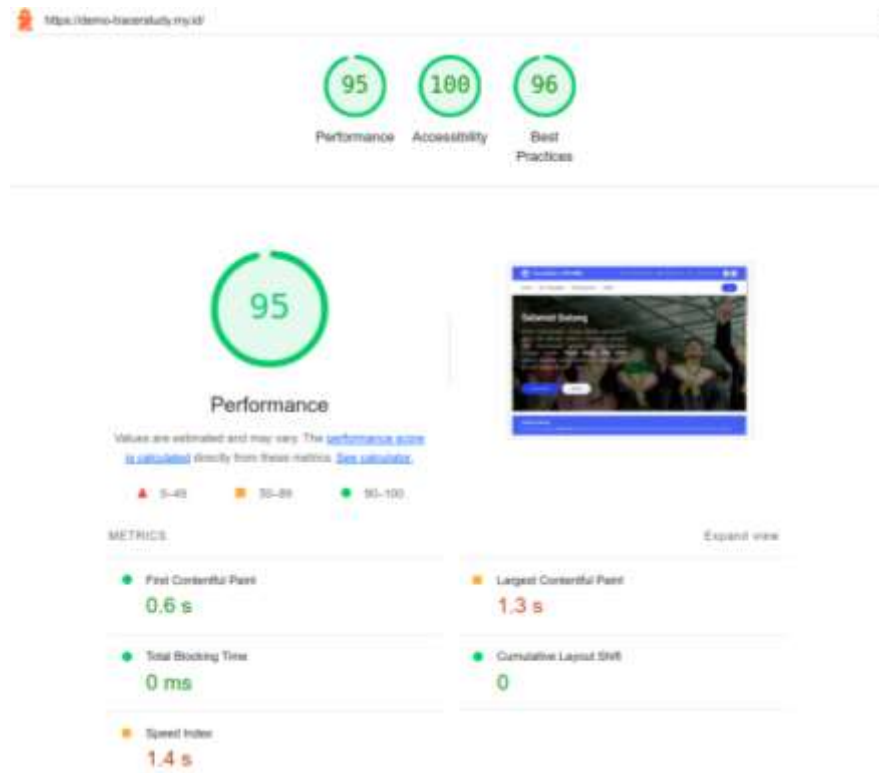 https://demo-tracerstudy.my.id/
95
100
96
Performance
Accessibility
Best
Practices
95
Performance
Values are estimated and may vary. The performance score
is calculated directly from these metrics. See calculator.
0–49
50–89
90–100
METRICS
Expand view
First Contentful Paint
0.6 s
Largest Contentful Paint
1.3 s
Total Blocking Time
0 ms
Cumulative Layout Shift
0
Speed Index
1.4 s
Selamat Datang